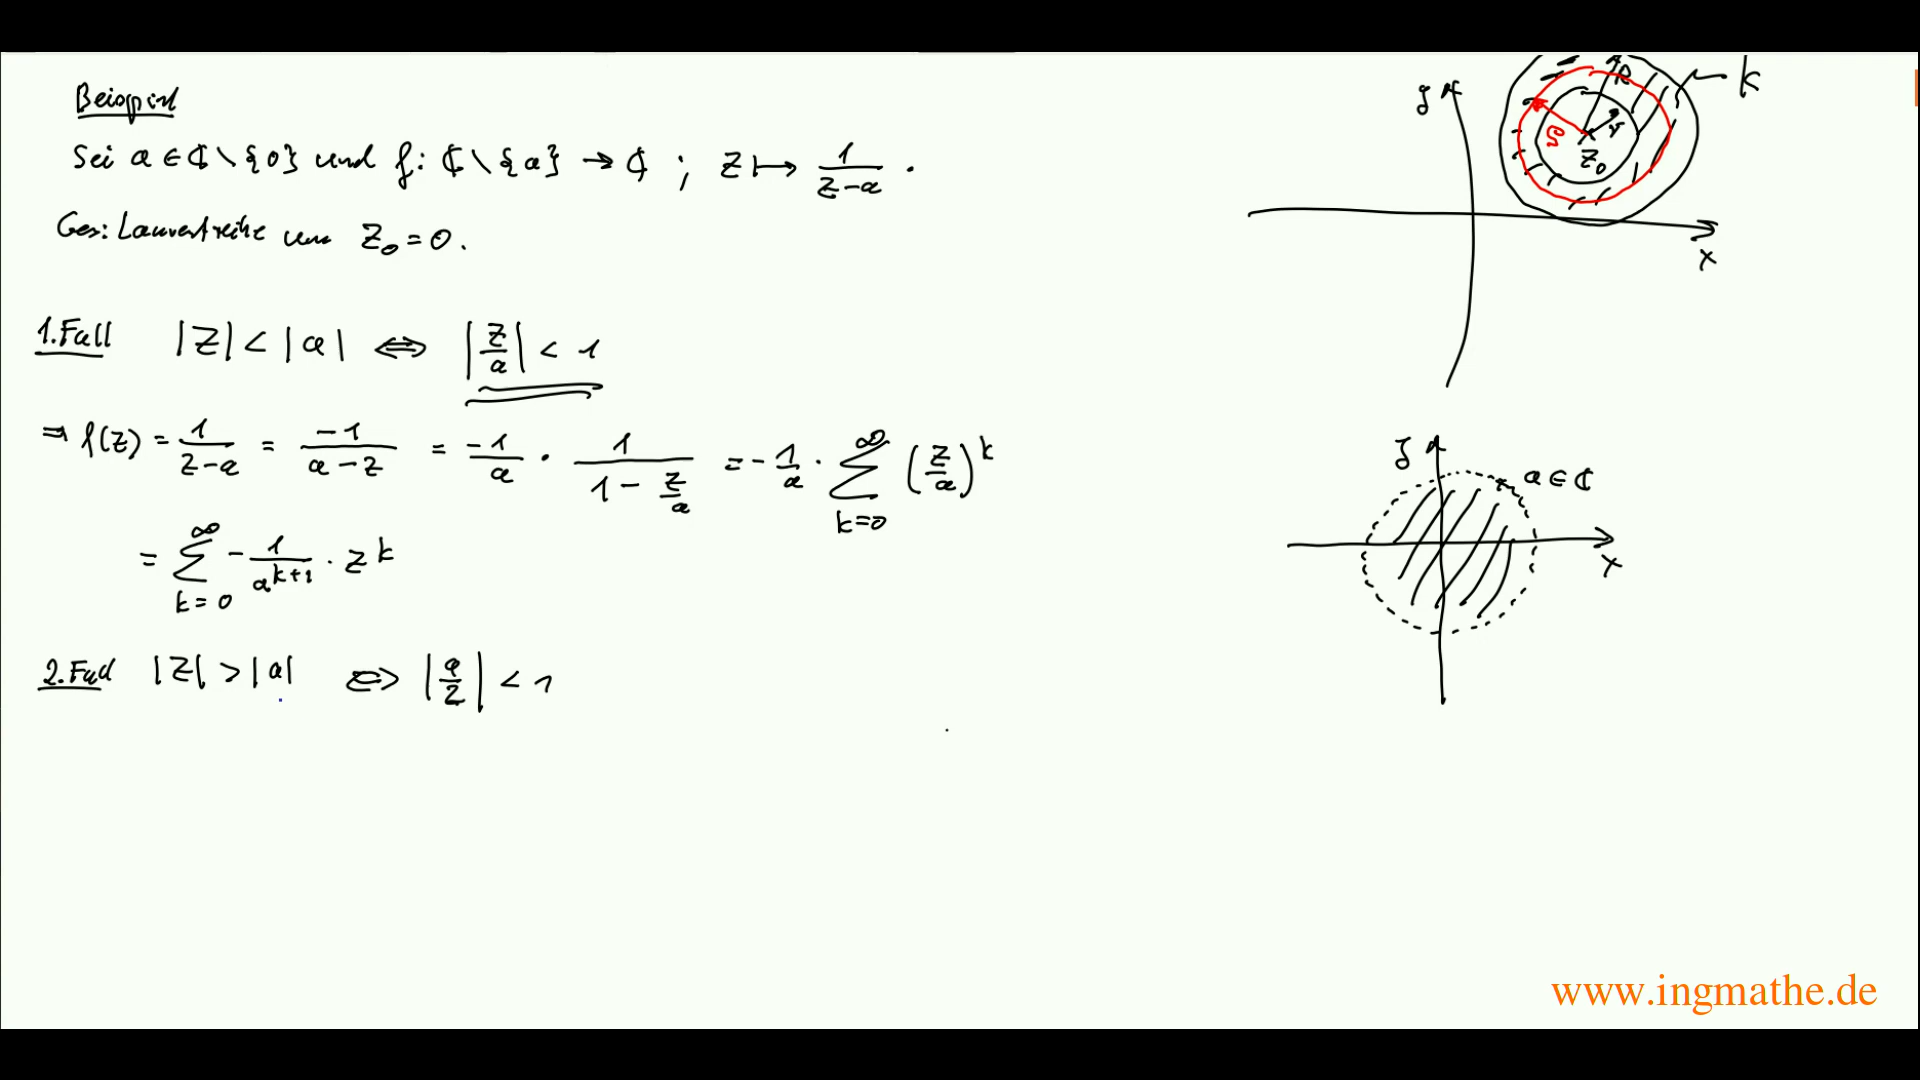 Beispiel
Sei a ∈ ℂ \ {0} und f: ℂ \ {a} → ℂ ; z ↦ 1/(z-a) .
Ges: Laurentreihe um z₀ = 0.
1. Fall |z| < |a| ⟺ |z/a| < 1
⇒ f(z) = 1/(z-a) = -1/(a-z) = -1/a · 1/(1 - z/a) = - 1/a · ∑_{k=0}^{∞} (z/a)^k
= ∑_{k=0}^{∞} - 1/a^{k+1} · z^k
2. Fall |z| > |a| ⟺ |a/z| < 1
y
R
k
r
ρ
z₀
x
y
a ∈ ℂ
x
www.ingmathe.de